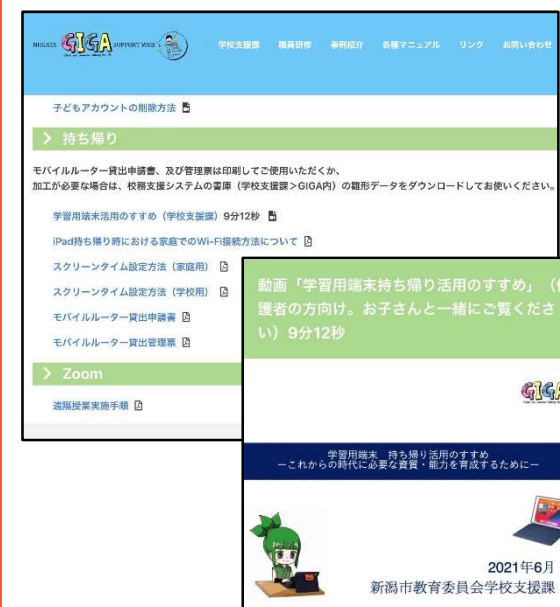 NIIGATA GIGA SUPPORT WEB
学校支援課 職員研修 事例紹介 各種マニュアル リンク お問い合わせ
子どもアカウントの削除方法
持ち帰り
モバイルルーター貸出申請書、及び管理票は印刷してご使用いただくか、
加工が必要な場合は、校務支援システムの書庫（学校支援課＞GIGA内）の雛形データをダウンロードしてお使いください。
学習用端末活用のすすめ（学校支援課）9分12秒
iPad持ち帰り時における家庭でのWi-Fi接続方法について
スクリーンタイム設定方法（家庭用）
スクリーンタイム設定方法（学校用）
モバイルルーター貸出申請書
モバイルルーター貸出管理票
Zoom
遠隔授業実施手順
動画「学習用端末持ち帰り活用のすすめ」（
護者の方向け。お子さんと一緒にご覧くださ
い）9分12秒
GIGA
学習用端末 持ち帰り活用のすすめ
ーこれからの時代に必要な資質・能力を育成するためにー
2021年6月
新潟市教育委員会学校支援課